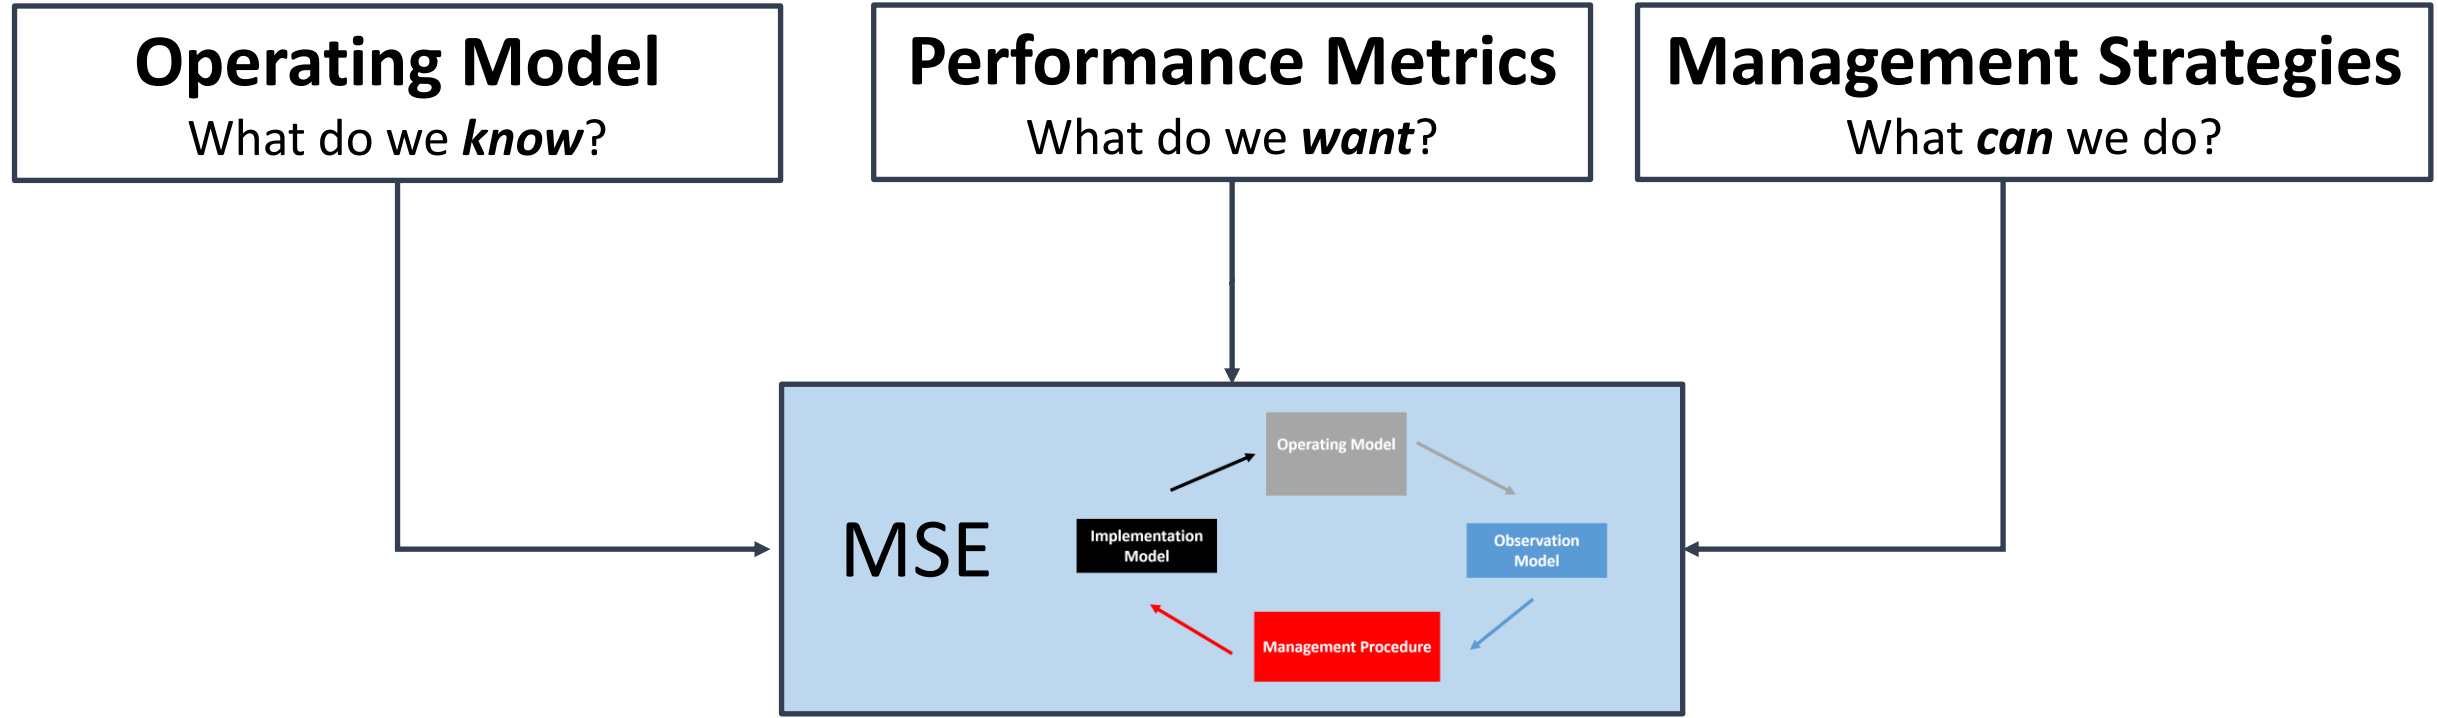 Operating Model
What do we know?
Performance Metrics
What do we want?
Management Strategies
What can we do?
MSE
Operating Model
Implementation
Model
Observation
Model
Management Procedure